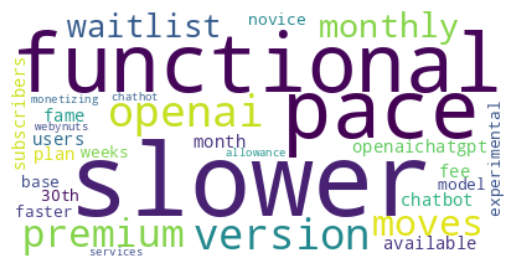 waitlist novice monthly
functional
subscribers monetizing chathot openai pace
fame webynuts
users month openaichatgpt experimental
plan weeks allowance
base slower fee model
30th chatbot
faster moves
premium version available
services